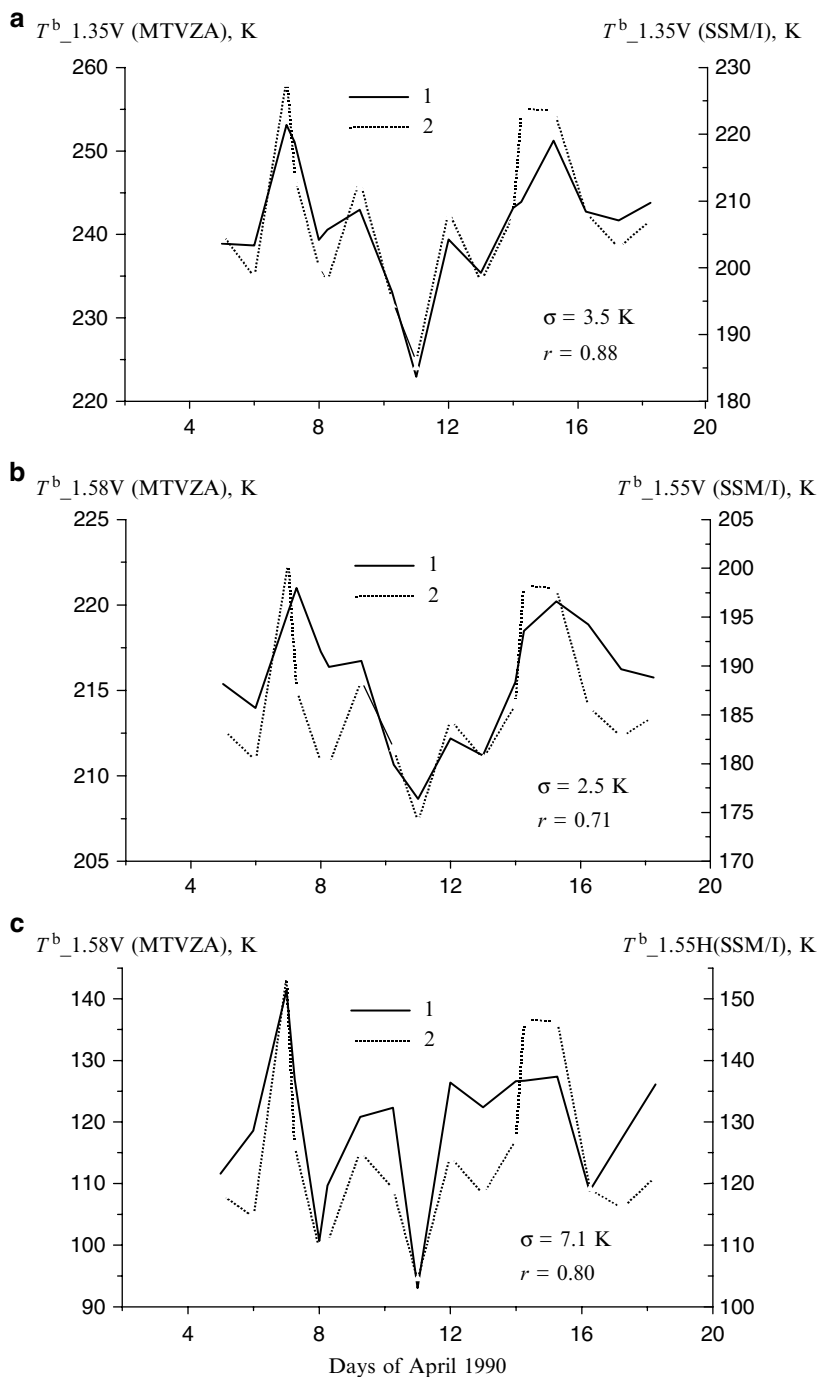 a
T^b_1.35V (MTVZA), K
T^b_1.35V (SSM/I), K
260
250
240
230
220
230
220
210
200
190
180
1
2
σ = 3.5 K
r = 0.88
4 8 12 16 20
b
T^b_1.58V (MTVZA), K
T^b_1.55V (SSM/I), K
225
220
215
210
205
205
200
195
190
185
180
175
170
1
2
σ = 2.5 K
r = 0.71
4 8 12 16 20
c
T^b_1.58V (MTVZA), K
T^b_1.55H(SSM/I), K
140
130
120
110
100
90
150
140
130
120
110
100
1
2
σ = 7.1 K
r = 0.80
4 8 12 16 20
Days of April 1990